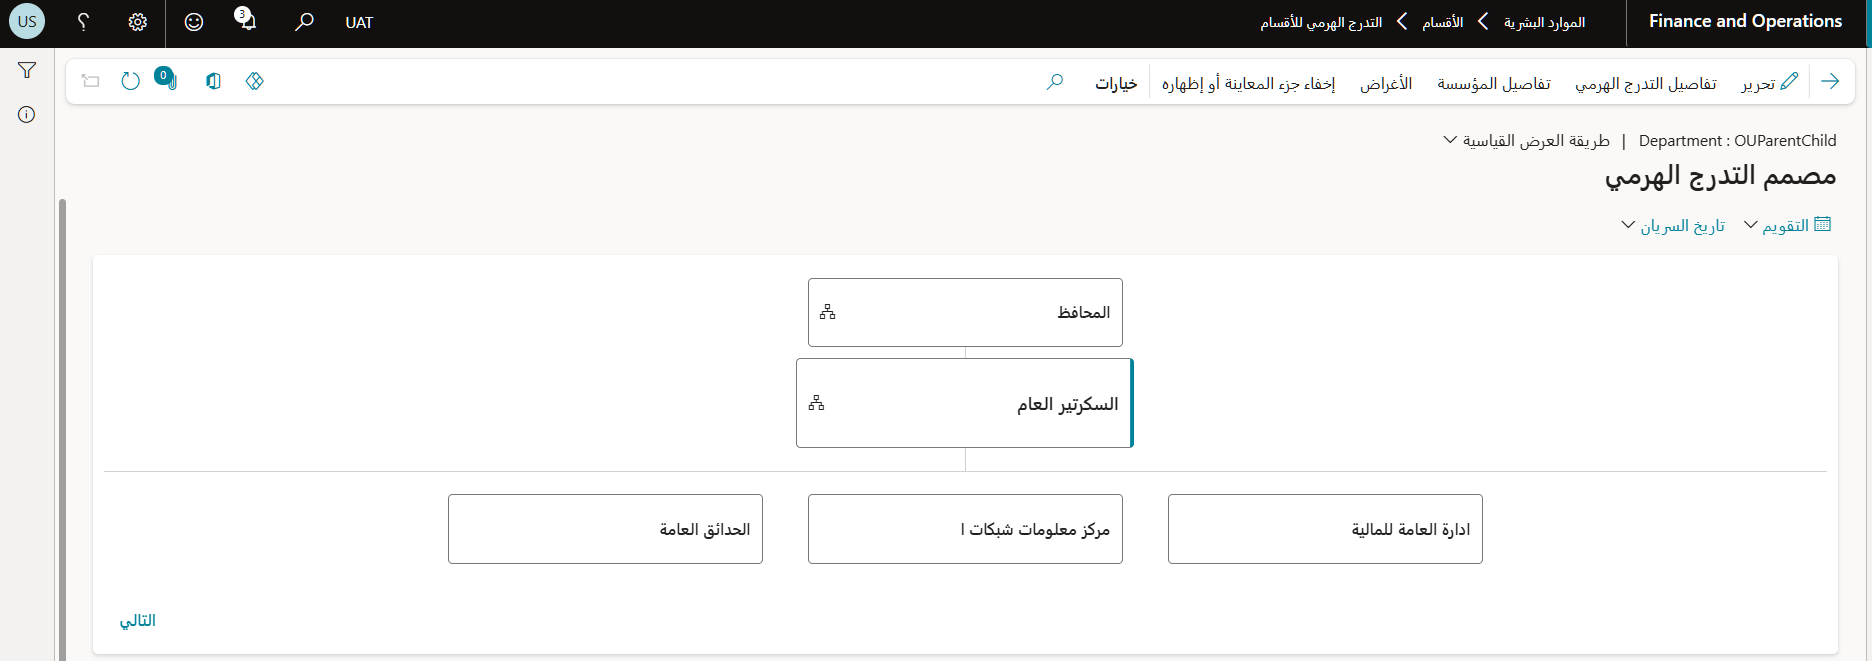 Finance and Operations
الموارد البشرية
الأقسام
التدرج الهرمي للأقسام
UAT
3
US
تحرير
تفاصيل التدرج الهرمي
تفاصيل المؤسسة
الأغراض
إخفاء جزء المعاينة أو إظهاره
خيارات
0
Department : OUParentChild | طريقة العرض القياسية
مصمم التدرج الهرمي
التقويم
تاريخ السريان
المحافظ
السكرتير العام
ادارة العامة للمالية
مركز معلومات شبكات ا
الحدائق العامة
التالي